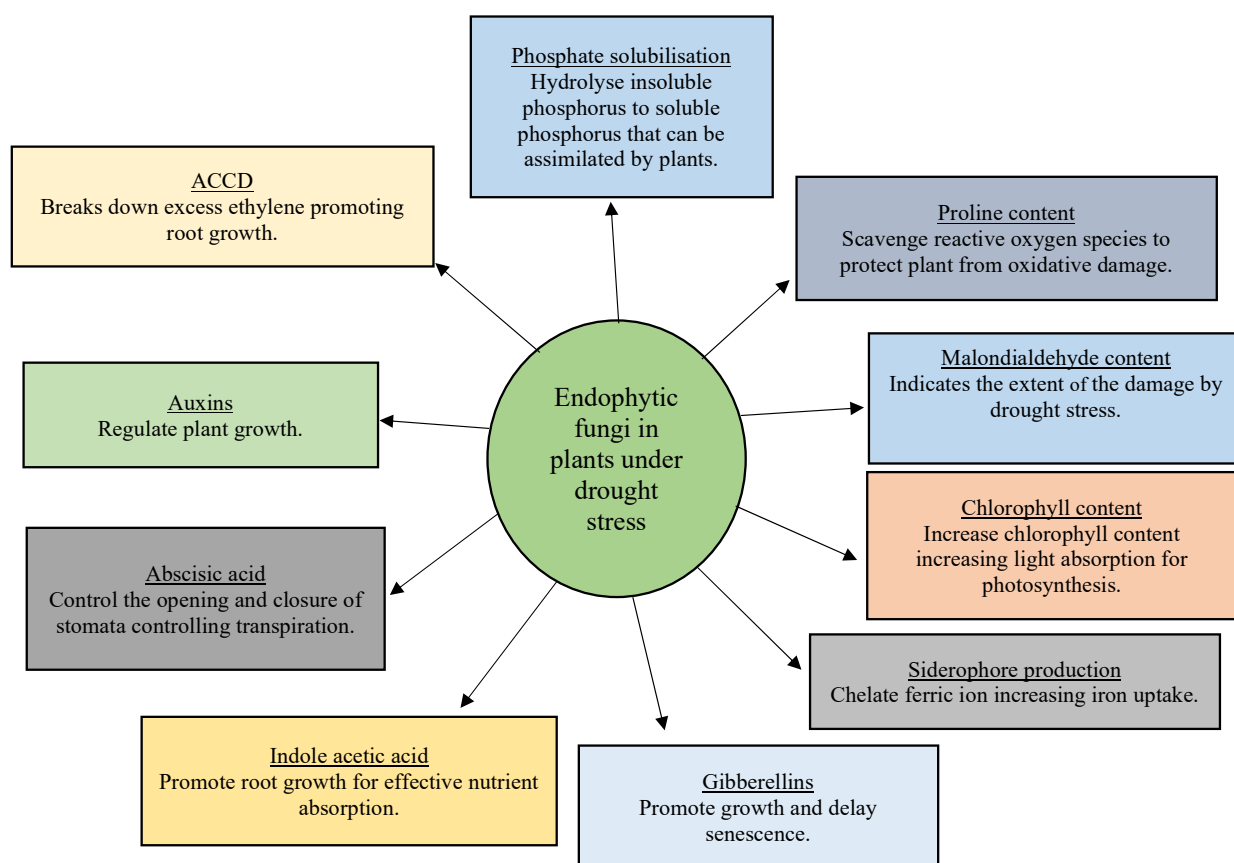 Phosphate solubilisation
Hydrolyse insoluble
phosphorus to soluble
phosphorus that can be
assimilated by plants.
ACCD
Breaks down excess ethylene promoting
root growth.
Proline content
Scavenge reactive oxygen species to
protect plant from oxidative damage.
Auxins
Regulate plant growth.
Endophytic
fungi in
plants under
drought
stress
Malondialdehyde content
Indicates the extent of the damage by
drought stress.
Chlorophyll content
Increase chlorophyll content
increasing light absorption for
photosynthesis.
Abscisic acid
Control the opening and closure of
stomata controlling transpiration.
Siderophore production
Chelate ferric ion increasing iron uptake.
Indole acetic acid
Promote root growth for effective nutrient
absorption.
Gibberellins
Promote growth and delay
senescence.